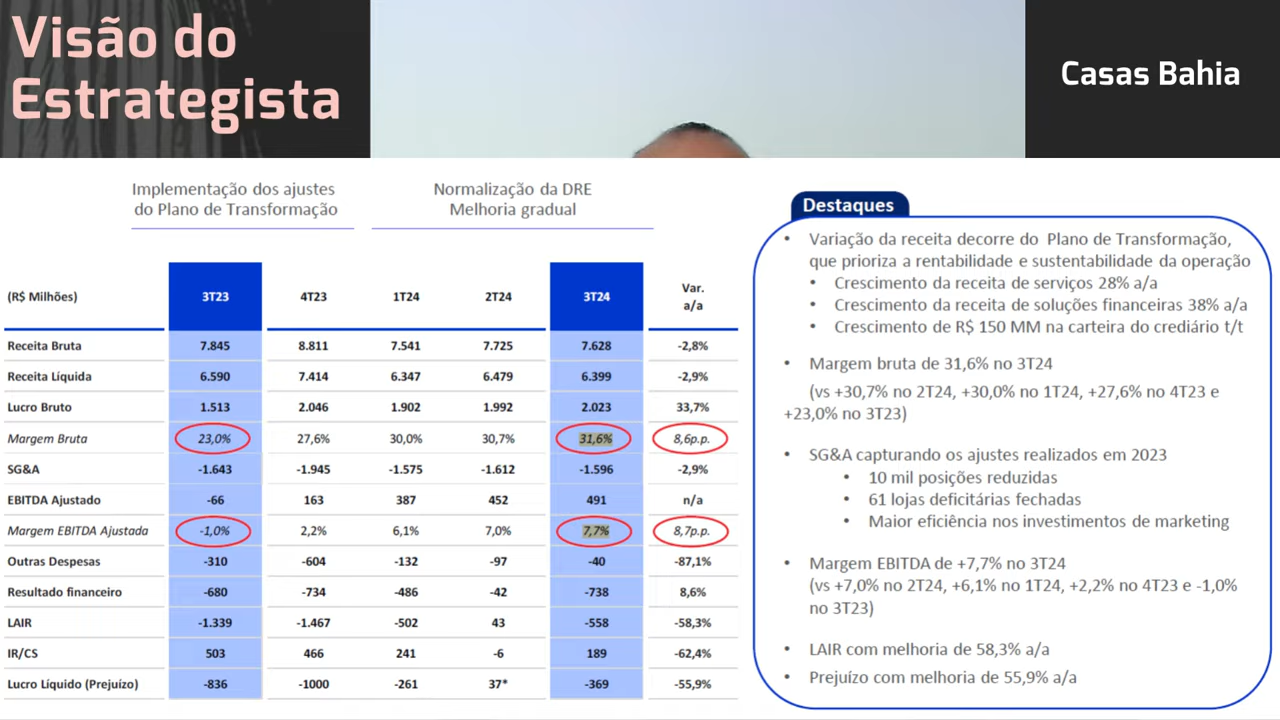 Visão do
Estrategista
Casas Bahia
Implementação dos ajustes
do Plano de Transformação
Normalização da DRE
Melhoria gradual
(R$ Milhões) 3T23 4T23 1T24 2T24 3T24 Var. a/a
Receita Bruta 7.845 8.811 7.541 7.725 7.628 -2,8%
Receita Líquida 6.590 7.414 6.347 6.479 6.399 -2,9%
Lucro Bruto 1.513 2.046 1.902 1.992 2.023 33,7%
Margem Bruta 23,0% 27,6% 30,0% 30,7% 31,6% 8,6p.p.
SG&A -1.643 -1.945 -1.575 -1.612 -1.596 -2,9%
EBITDA Ajustado -66 163 387 452 491 n/a
Margem EBITDA Ajustada -1,0% 2,2% 6,1% 7,0% 7,7% 8,7p.p.
Outras Despesas -310 -604 -132 -97 -40 -87,1%
Resultado financeiro -680 -734 -486 -42 -738 8,6%
LAIR -1.339 -1.467 -502 43 -558 -58,3%
IR/CS 503 466 241 -6 189 -62,4%
Lucro Líquido (Prejuízo) -836 -1000 -261 37* -369 -55,9%
Destaques
• Variação da receita decorre do Plano de Transformação,
que prioriza a rentabilidade e sustentabilidade da operação
• Crescimento da receita de serviços 28% a/a
• Crescimento da receita de soluções financeiras 38% a/a
• Crescimento de R$ 150 MM na carteira do crediário t/t
• Margem bruta de 31,6% no 3T24
(vs +30,7% no 2T24, +30,0% no 1T24, +27,6% no 4T23 e
+23,0% no 3T23)
• SG&A capturando os ajustes realizados em 2023
• 10 mil posições reduzidas
• 61 lojas deficitárias fechadas
• Maior eficiência nos investimentos de marketing
• Margem EBITDA de +7,7% no 3T24
(vs +7,0% no 2T24, +6,1% no 1T24, +2,2% no 4T23 e -1,0%
no 3T23)
• LAIR com melhoria de 58,3% a/a
• Prejuízo com melhoria de 55,9% a/a